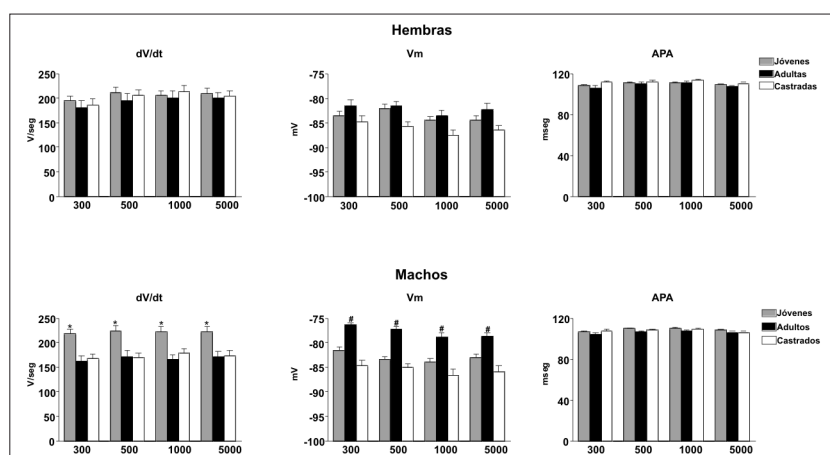 Hembras
dV/dt
V/seg
250
200
150
100
50
0
300 500 1000 5000
Vm
mV
-75
-80
-85
-90
-95
-100
300 500 1000 5000
APA
mseg
120
80
40
0
300 500 1000 5000
Jóvenes
Adultas
Castradas
Machos
dV/dt
V/seg
250
200
150
100
50
0
* * * *
300 500 1000 5000
Vm
mV
-75
-80
-85
-90
-95
-100
# # # #
300 500 1000 5000
APA
mseg
120
80
40
0
300 500 1000 5000
Jóvenes
Adultos
Castrados